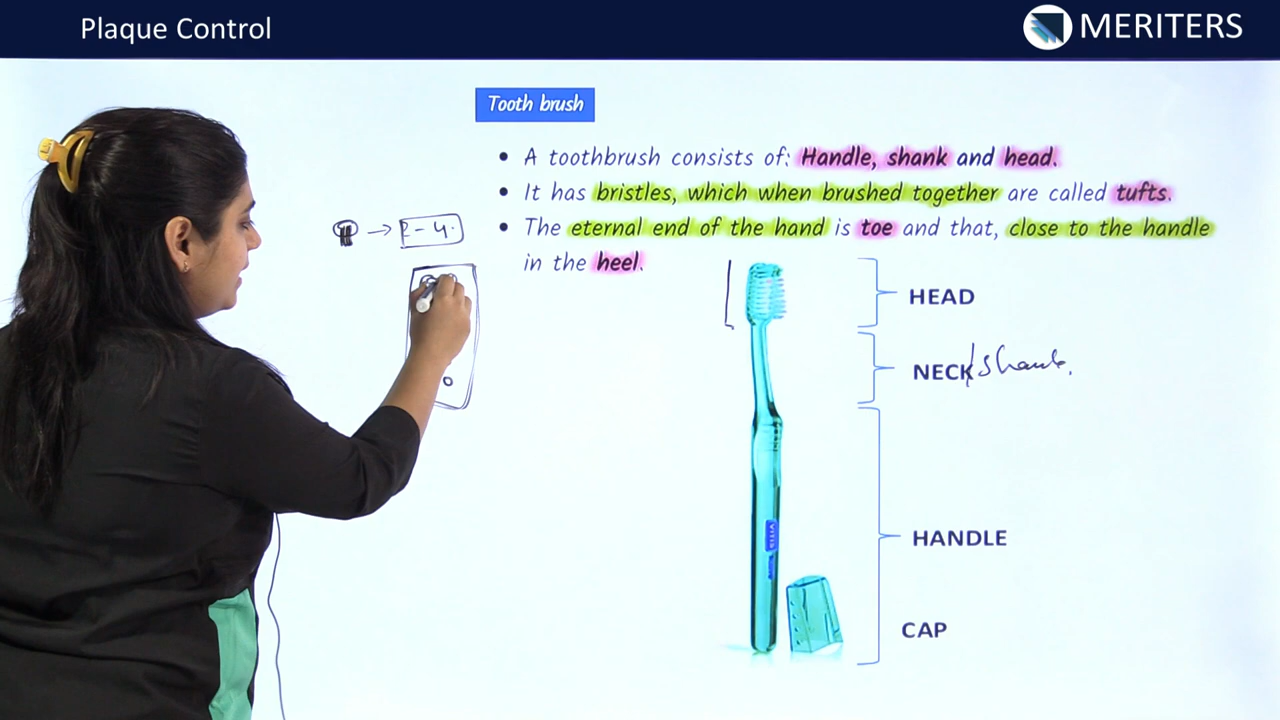 Plaque Control
MERITERS
Tooth brush
• A toothbrush consists of: Handle, shank and head.
• It has bristles, which when brushed together are called tufts.
• The eternal end of the hand is toe and that, close to the handle
in the heel.
→ 2-4.
HEAD
NECK/shank.
VITIS
HANDLE
CAP